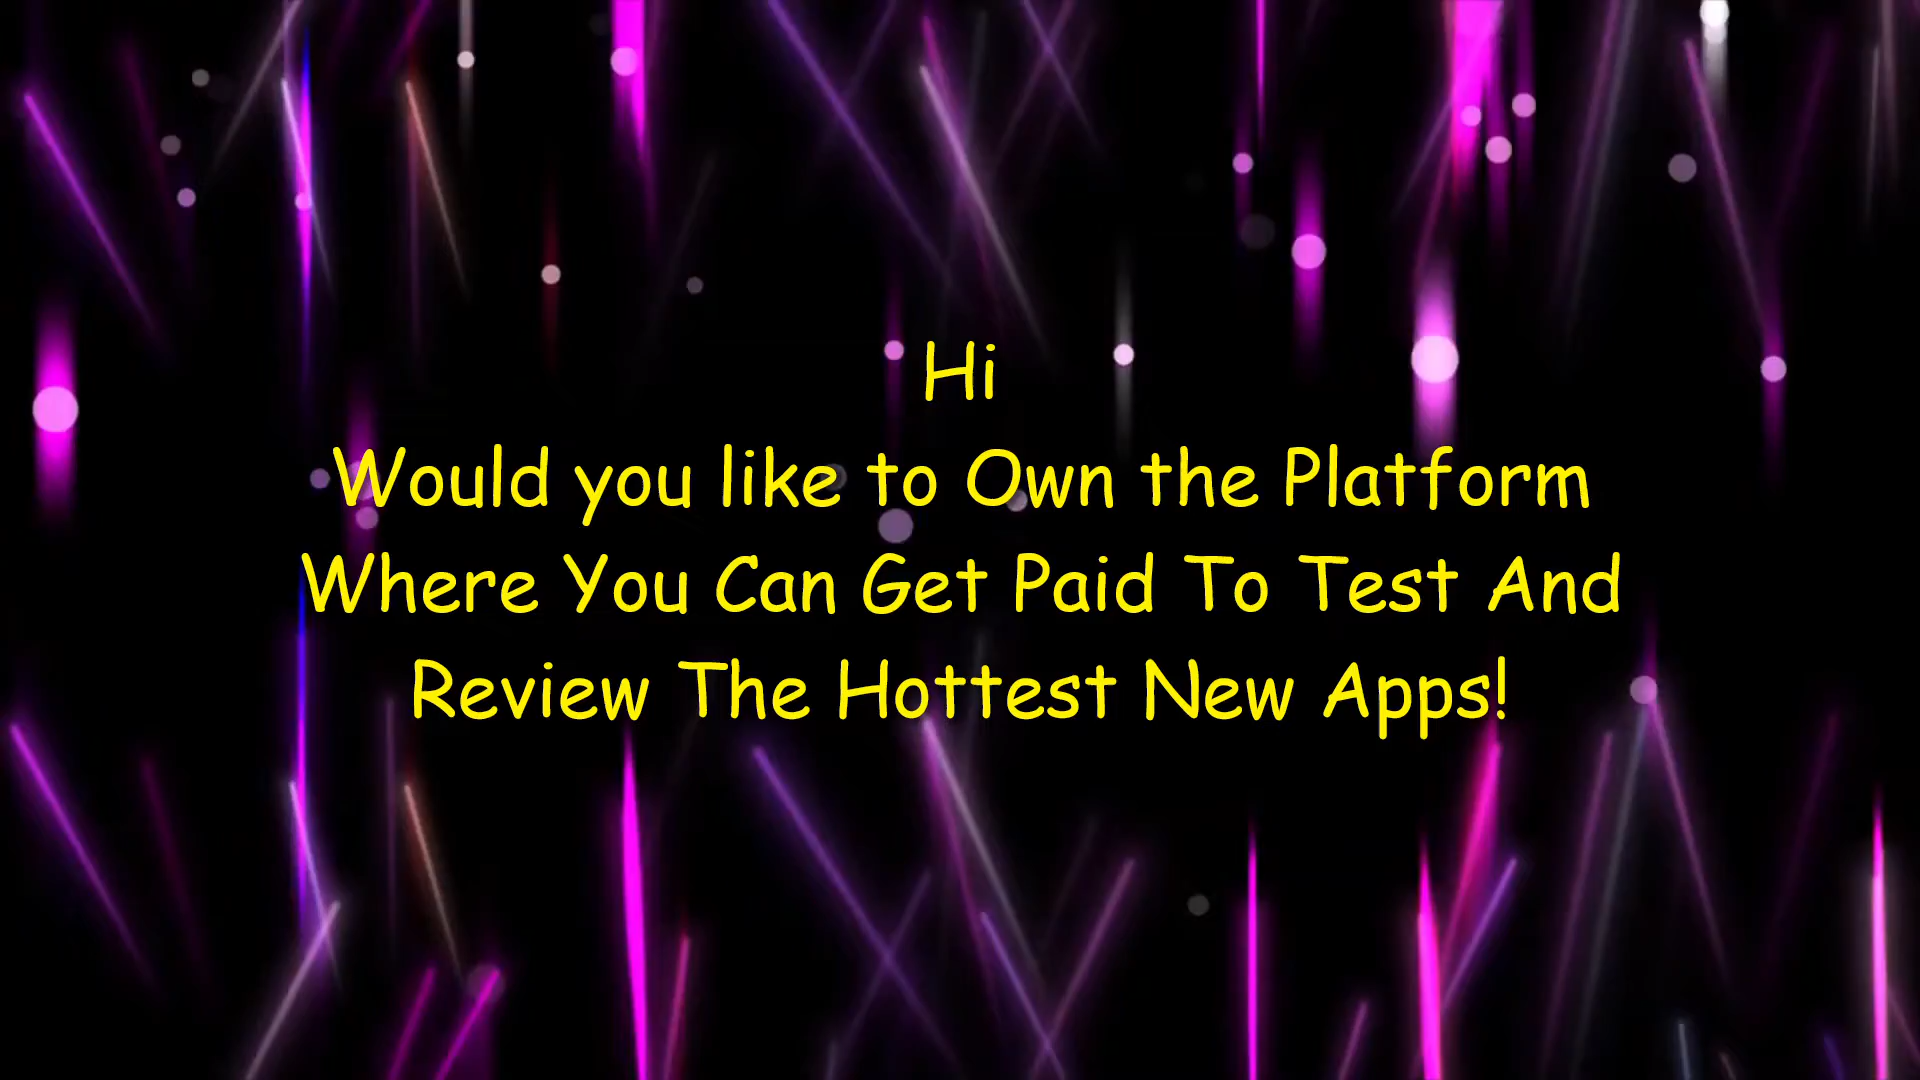 Hi
Would you like to Own the Platform
Where You Can Get Paid To Test And
Review The Hottest New Apps!